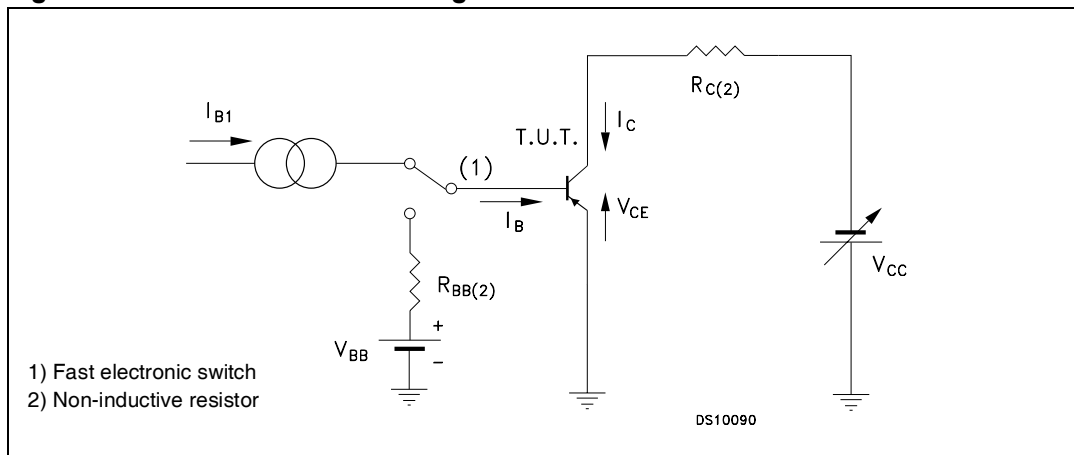 I_B1
R_C(2)
I_C
T.U.T.
(1)
I_B
V_CE
V_CC
R_BB(2)
+
V_BB
−
1) Fast electronic switch
2) Non-inductive resistor
DS10090